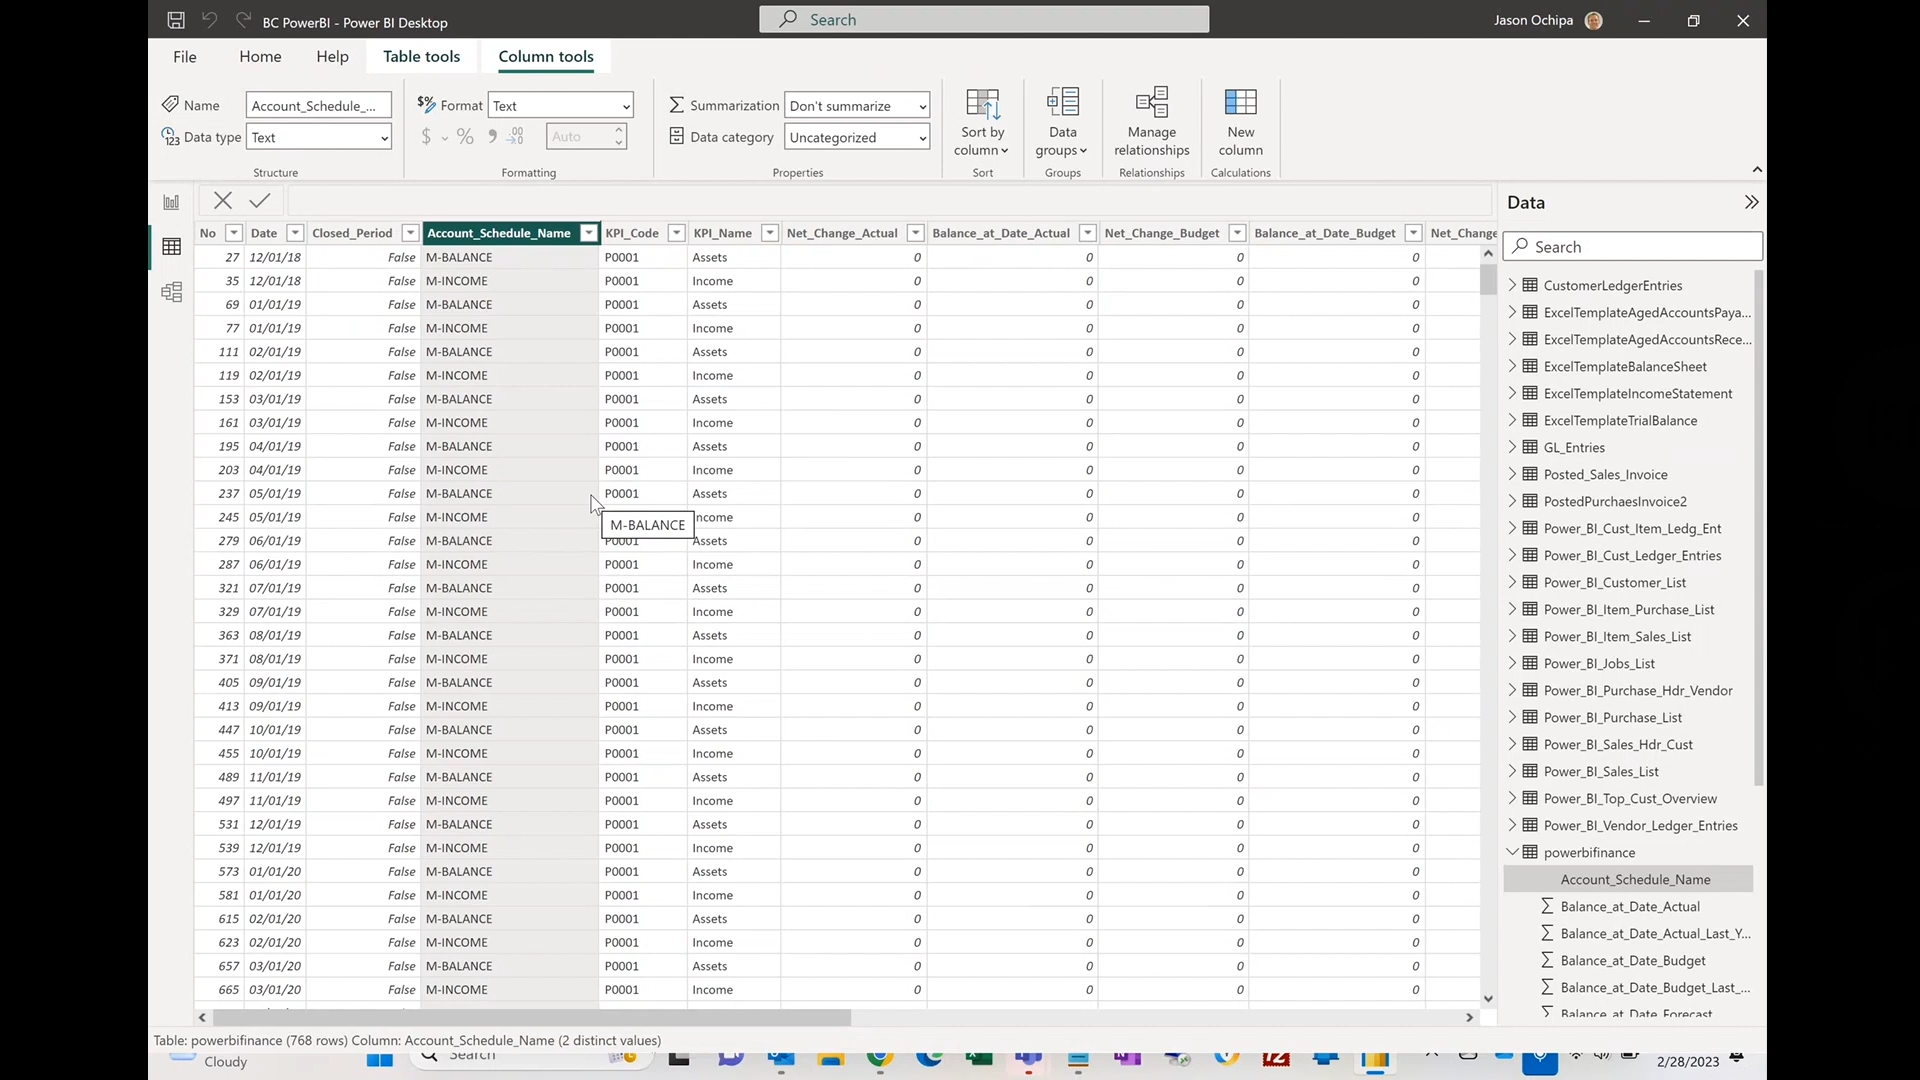 BC PowerBI - Power BI Desktop
Search
Jason Ochipa
File Home Help Table tools Column tools
Name Account_Schedule_...
Data type Text
Structure
Format Text
$ % 9 .00 Auto
Formatting
Summarization Don't summarize
Data category Uncategorized
Properties
Sort by
column
Sort
Data
groups
Groups
Manage
relationships
Relationships
New
column
Calculations
No Date Closed_Period Account_Schedule_Name KPI_Code KPI_Name Net_Change_Actual Balance_at_Date_Actual Net_Change_Budget Balance_at_Date_Budget Net_Change
27 12/01/18 False M-BALANCE P0001 Assets 0 0 0 0
35 12/01/18 False M-INCOME P0001 Income 0 0 0 0
69 01/01/19 False M-BALANCE P0001 Assets 0 0 0 0
77 01/01/19 False M-INCOME P0001 Income 0 0 0 0
111 02/01/19 False M-BALANCE P0001 Assets 0 0 0 0
119 02/01/19 False M-INCOME P0001 Income 0 0 0 0
153 03/01/19 False M-BALANCE P0001 Assets 0 0 0 0
161 03/01/19 False M-INCOME P0001 Income 0 0 0 0
195 04/01/19 False M-BALANCE P0001 Assets 0 0 0 0
203 04/01/19 False M-INCOME P0001 Income 0 0 0 0
237 05/01/19 False M-BALANCE P0001 Assets 0 0 0 0
245 05/01/19 False M-INCOME ncome 0 0 0 0
M-BALANCE
279 06/01/19 False M-BALANCE P0001 Assets 0 0 0 0
287 06/01/19 False M-INCOME P0001 Income 0 0 0 0
321 07/01/19 False M-BALANCE P0001 Assets 0 0 0 0
329 07/01/19 False M-INCOME P0001 Income 0 0 0 0
363 08/01/19 False M-BALANCE P0001 Assets 0 0 0 0
371 08/01/19 False M-INCOME P0001 Income 0 0 0 0
405 09/01/19 False M-BALANCE P0001 Assets 0 0 0 0
413 09/01/19 False M-INCOME P0001 Income 0 0 0 0
447 10/01/19 False M-BALANCE P0001 Assets 0 0 0 0
455 10/01/19 False M-INCOME P0001 Income 0 0 0 0
489 11/01/19 False M-BALANCE P0001 Assets 0 0 0 0
497 11/01/19 False M-INCOME P0001 Income 0 0 0 0
531 12/01/19 False M-BALANCE P0001 Assets 0 0 0 0
539 12/01/19 False M-INCOME P0001 Income 0 0 0 0
573 01/01/20 False M-BALANCE P0001 Assets 0 0 0 0
581 01/01/20 False M-INCOME P0001 Income 0 0 0 0
615 02/01/20 False M-BALANCE P0001 Assets 0 0 0 0
623 02/01/20 False M-INCOME P0001 Income 0 0 0 0
657 03/01/20 False M-BALANCE P0001 Assets 0 0 0 0
665 03/01/20 False M-INCOME P0001 Income 0 0 0 0
Data
Search
CustomerLedgerEntries
ExcelTemplateAgedAccountsPaya...
ExcelTemplateAgedAccountsRece...
ExcelTemplateBalanceSheet
ExcelTemplateIncomeStatement
ExcelTemplateTrialBalance
GL_Entries
Posted_Sales_Invoice
PostedPurchaesInvoice2
Power_BI_Cust_Item_Ledg_Ent
Power_BI_Cust_Ledger_Entries
Power_BI_Customer_List
Power_BI_Item_Purchase_List
Power_BI_Item_Sales_List
Power_BI_Jobs_List
Power_BI_Purchase_Hdr_Vendor
Power_BI_Purchase_List
Power_BI_Sales_Hdr_Cust
Power_BI_Sales_List
Power_BI_Top_Cust_Overview
Power_BI_Vendor_Ledger_Entries
powerbifinance
Account_Schedule_Name
Balance_at_Date_Actual
Balance_at_Date_Actual_Last_Y...
Balance_at_Date_Budget
Balance_at_Date_Budget_Last_...
Balance_at_Date_Forecast
Table: powerbifinance (768 rows) Column: Account_Schedule_Name (2 distinct values)
Cloudy
Search
2/28/2023